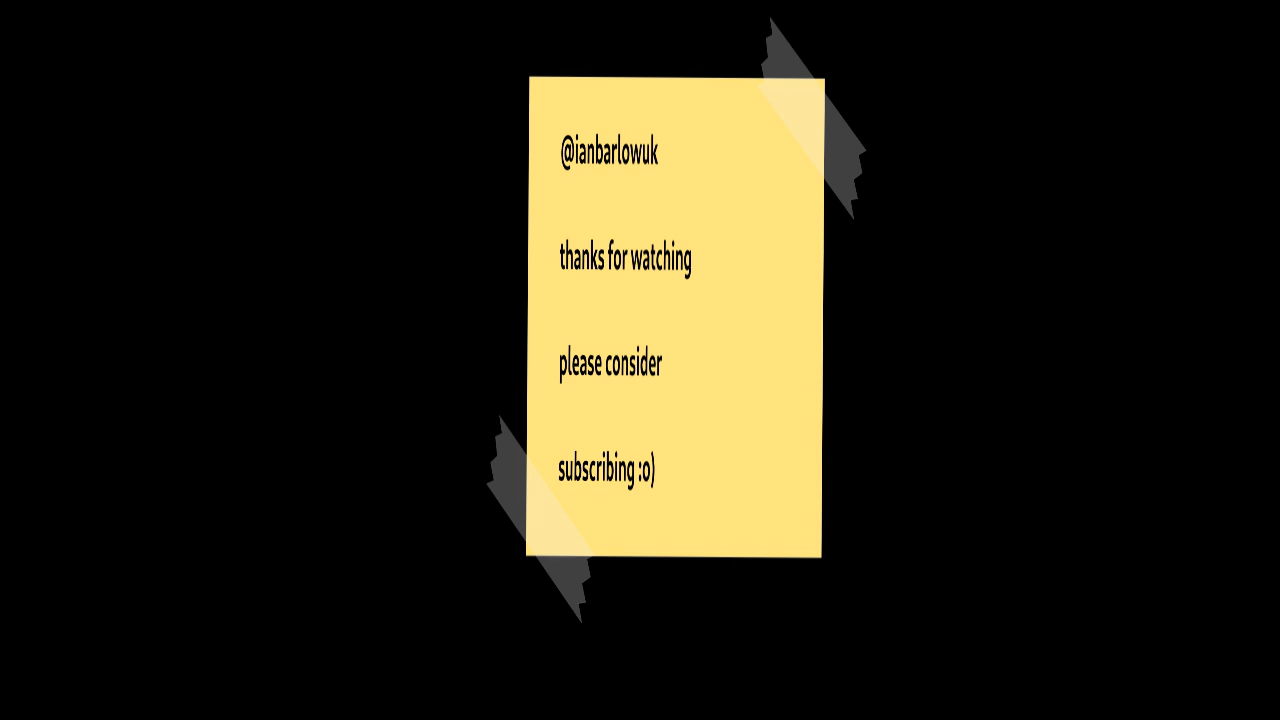 @ianbarlowuk
thanks for watching
please consider
subscribing :o)